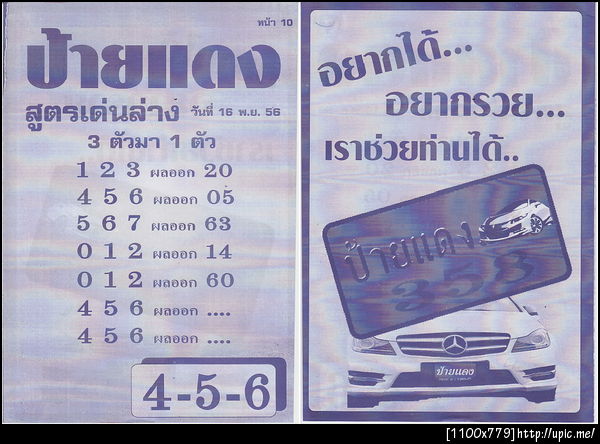 หน้า 10
ป้ายแดง
สูตรเด่นล่าง วันที่ 16 พ.ย. 56
3 ตัวมา 1 ตัว
1 2 3 ผลออก 20
4 5 6 ผลออก 05
5 6 7 ผลออก 63
0 1 2 ผลออก 14
0 1 2 ผลออก 60
4 5 6 ผลออก ....
4 5 6 ผลออก ....
4-5-6
อยากได้...
อยากรวย...
เราช่วยท่านได้..
ป้ายแดง
358
ป้ายแดง
[1100x779]http://upic.me/